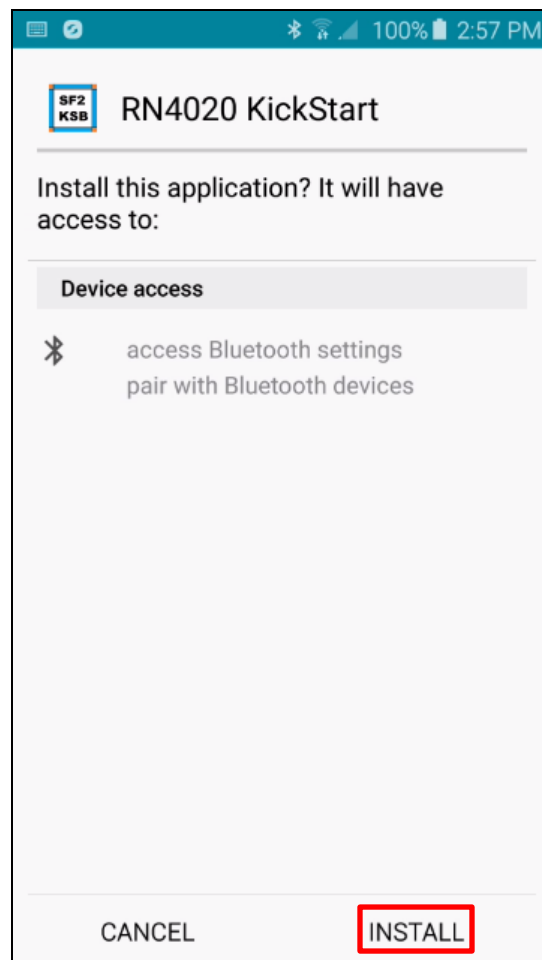 100% 2:57 PM
SF2
KSB
RN4020 KickStart
Install this application? It will have
access to:
Device access
access Bluetooth settings
pair with Bluetooth devices
CANCEL INSTALL